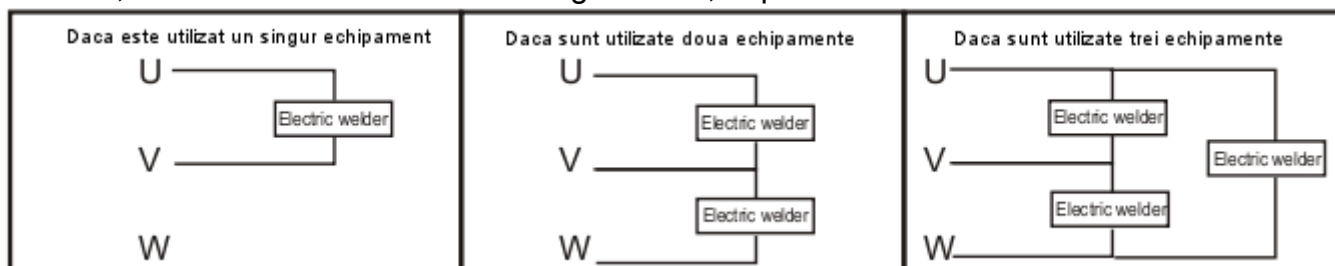 Daca este utilizat un singur echipament
U
Electric welder
V
W
Daca sunt utilizate doua echipamente
U
Electric welder
V
Electric welder
W
Daca sunt utilizate trei echipamente
U
Electric welder
V
Electric welder
Electric welder
W